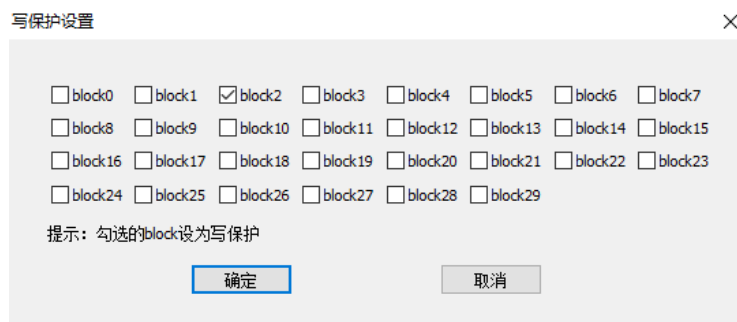 写保护设置
block0 block1 block2 block3 block4 block5 block6 block7
block8 block9 block10 block11 block12 block13 block14 block15
block16 block17 block18 block19 block20 block21 block22 block23
block24 block25 block26 block27 block28 block29
提示：勾选的block设为写保护
确定 取消